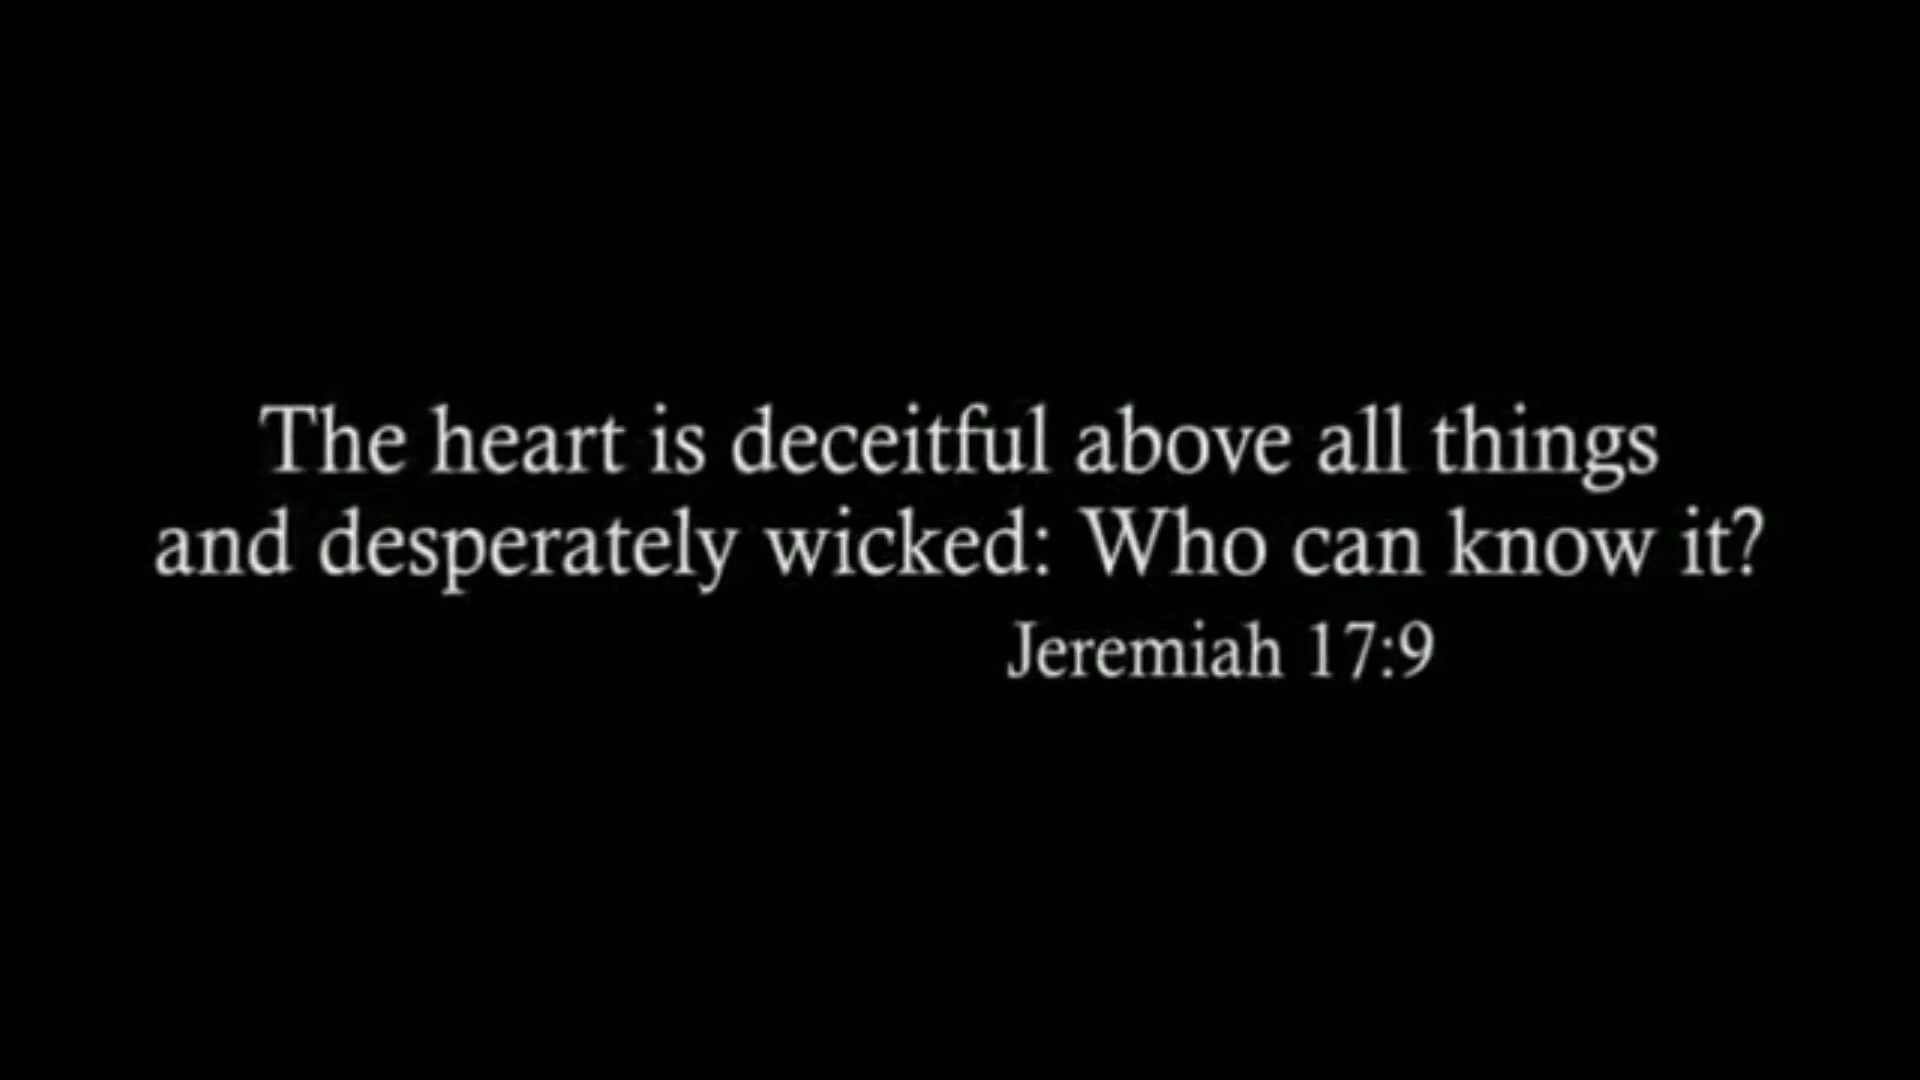 The heart is deceitful above all things
and desperately wicked: Who can know it?
Jeremiah 17:9